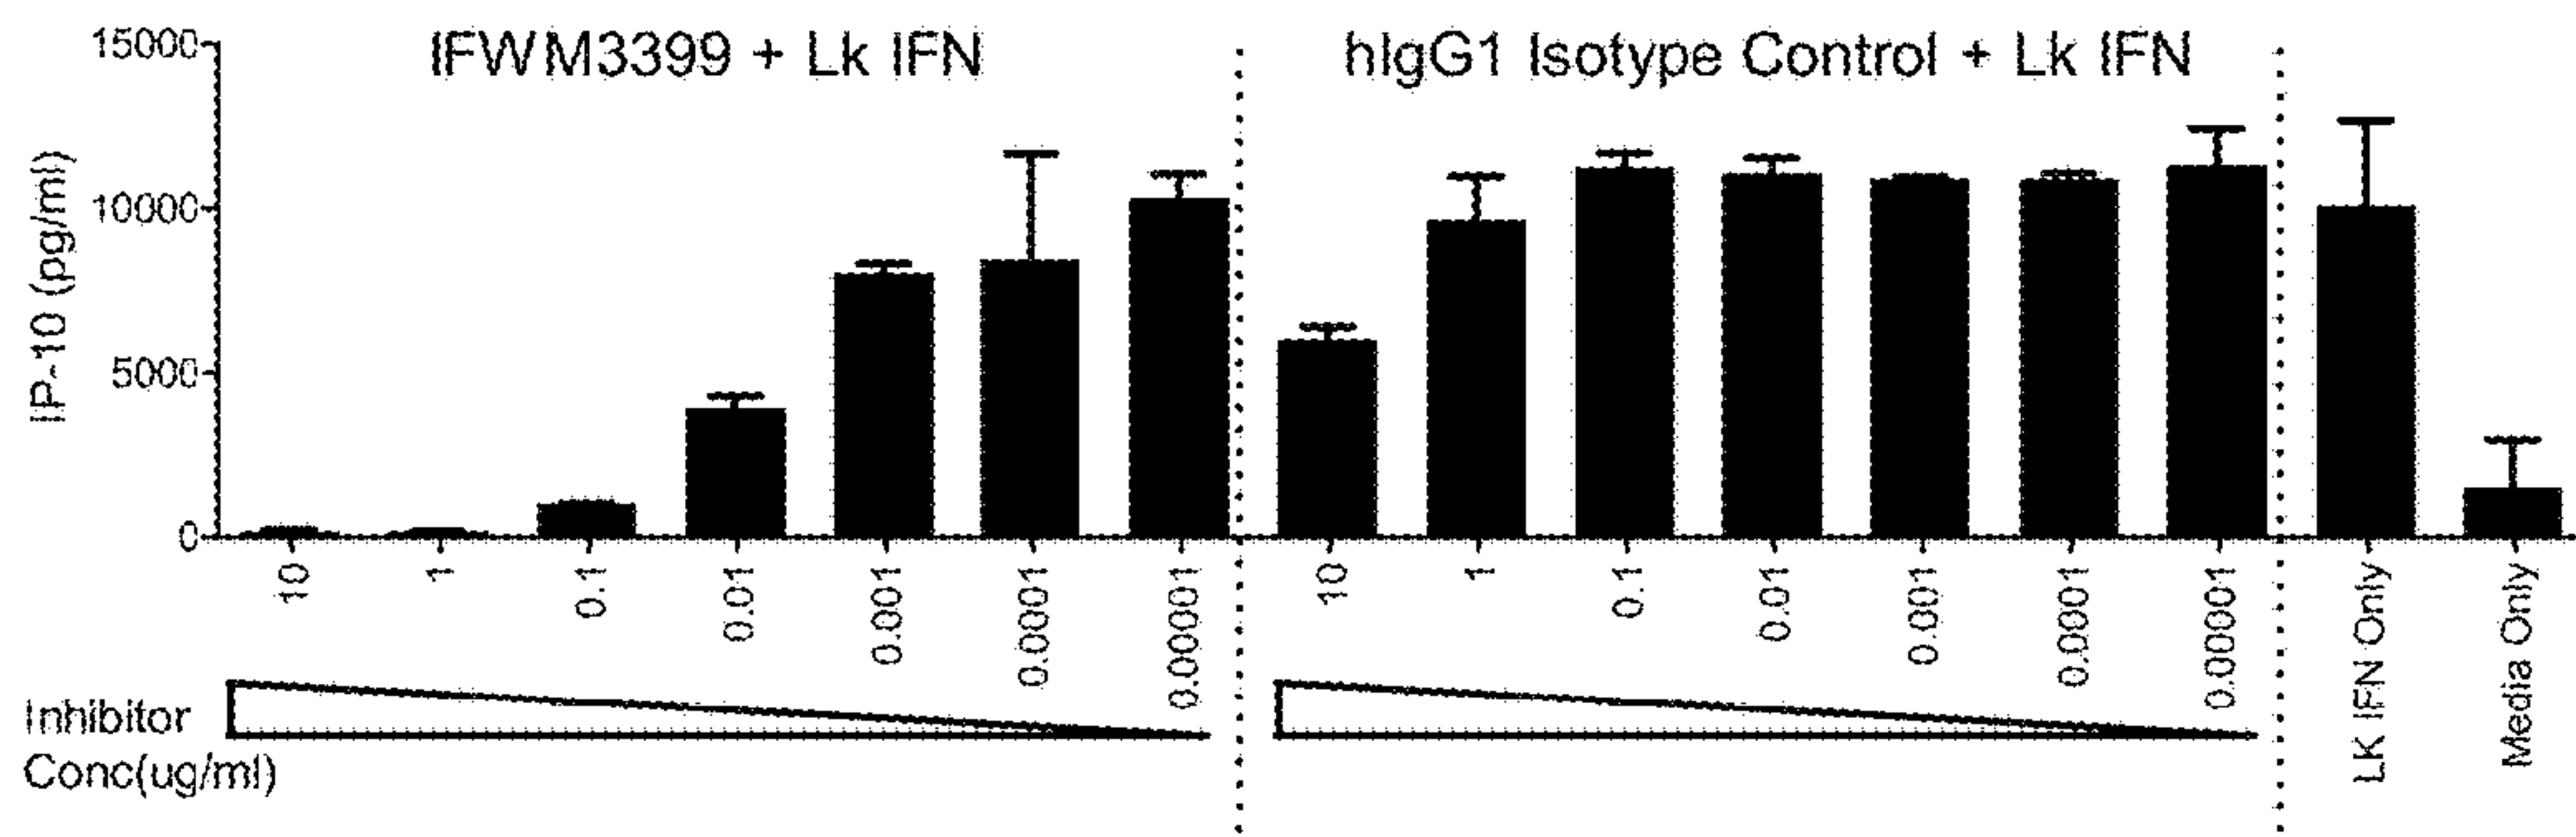 IFWM3399 + Lk IFN
hIgG1 Isotype Control + Lk IFN
IP-10 (pg/ml)
15000
10000
5000
0
10
1
0.1
0.01
0.001
0.0001
0.00001
10
1
0.1
0.01
0.001
0.0001
0.00001
LK IFN Only
Media Only
Inhibitor
Conc(ug/ml)